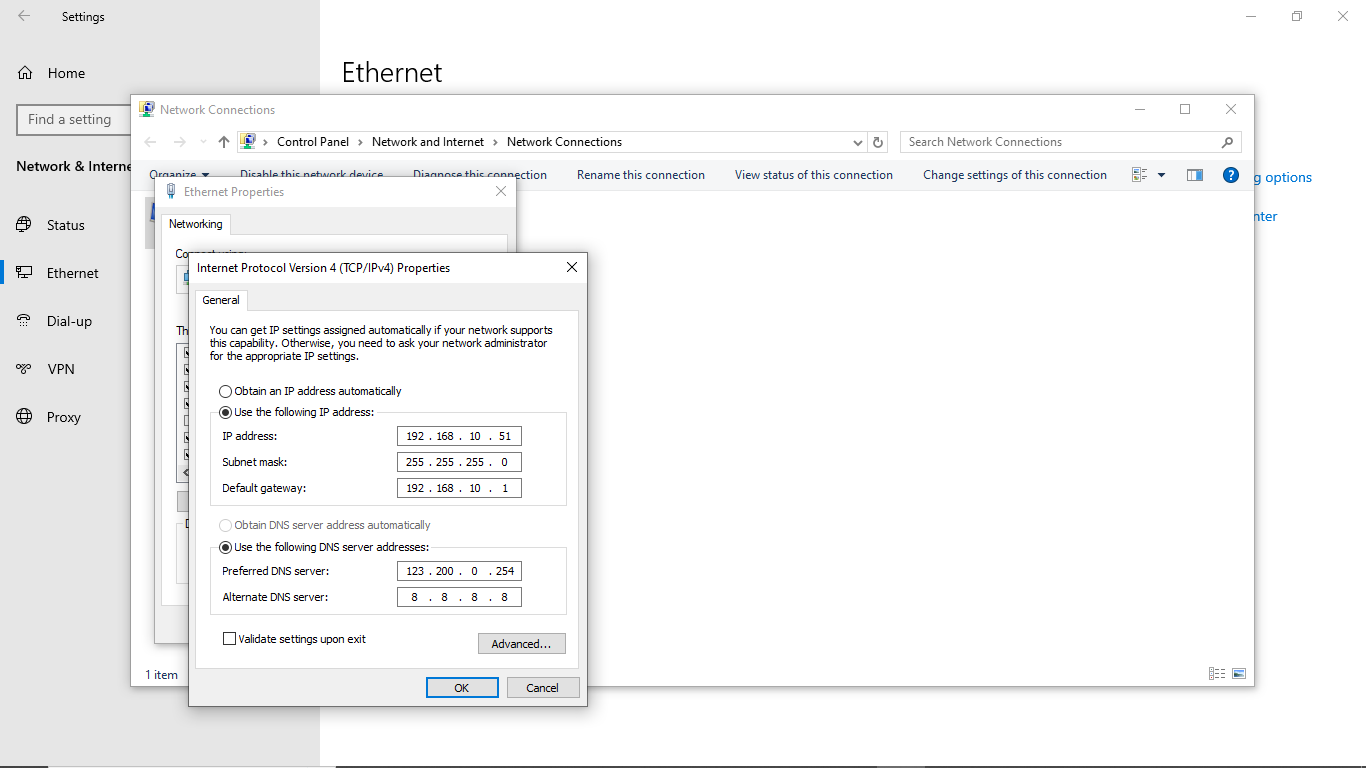 Settings
Home
Find a setting
Network & Interne
Status
Ethernet
Dial-up
VPN
Proxy
Ethernet
g options
nter
Network Connections
Control Panel > Network and Internet > Network Connections
Search Network Connections
Organize Disable this network device Diagnose this connection Rename this connection View status of this connection Change settings of this connection
1 item
Ethernet Properties
Networking
Connect using:
Th
Internet Protocol Version 4 (TCP/IPv4) Properties
General
You can get IP settings assigned automatically if your network supports
this capability. Otherwise, you need to ask your network administrator
for the appropriate IP settings.
Obtain an IP address automatically
Use the following IP address:
IP address: 192 . 168 . 10 . 51
Subnet mask: 255 . 255 . 255 . 0
Default gateway: 192 . 168 . 10 . 1
Obtain DNS server address automatically
Use the following DNS server addresses:
Preferred DNS server: 123 . 200 . 0 . 254
Alternate DNS server: 8 . 8 . 8 . 8
Validate settings upon exit
Advanced...
OK Cancel